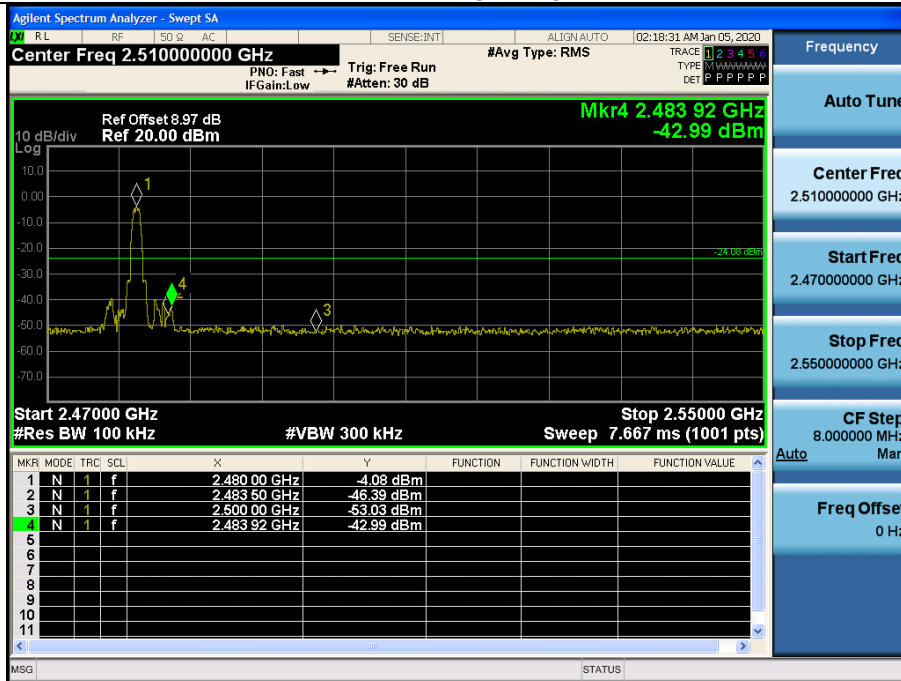 Agilent Spectrum Analyzer - Swept SA
LXI RL RF 50 Ω AC SENSE:INT ALIGN AUTO 02:18:31 AM Jan 05, 2020
Center Freq 2.510000000 GHz
PNO: Fast
IFGain:Low
Trig: Free Run
#Atten: 30 dB
#Avg Type: RMS
TRACE 1 2 3 4 5 6
TYPE M WWWWW
DET P P P P P P
Mkr4 2.483 92 GHz
-42.99 dBm
Ref Offset 8.97 dB
10 dB/div Ref 20.00 dBm
Log
10.0
0.00
-10.0
-20.0
-30.0
-40.0
-50.0
-60.0
-70.0
1
4
3
-24.08 dBm
Start 2.47000 GHz Stop 2.55000 GHz
#Res BW 100 kHz #VBW 300 kHz Sweep 7.667 ms (1001 pts)
MKR MODE TRC SCL X Y FUNCTION FUNCTION WIDTH FUNCTION VALUE
1 N 1 f 2.480 00 GHz -4.08 dBm
2 N 1 f 2.483 50 GHz -46.39 dBm
3 N 1 f 2.500 00 GHz -53.03 dBm
4 N 1 f 2.483 92 GHz -42.99 dBm
5
6
7
8
9
10
11
MSG STATUS
Frequency
Auto Tune
Center Freq
2.510000000 GHz
Start Freq
2.470000000 GHz
Stop Freq
2.550000000 GHz
CF Step
8.000000 MHz
Auto Man
Freq Offset
0 Hz